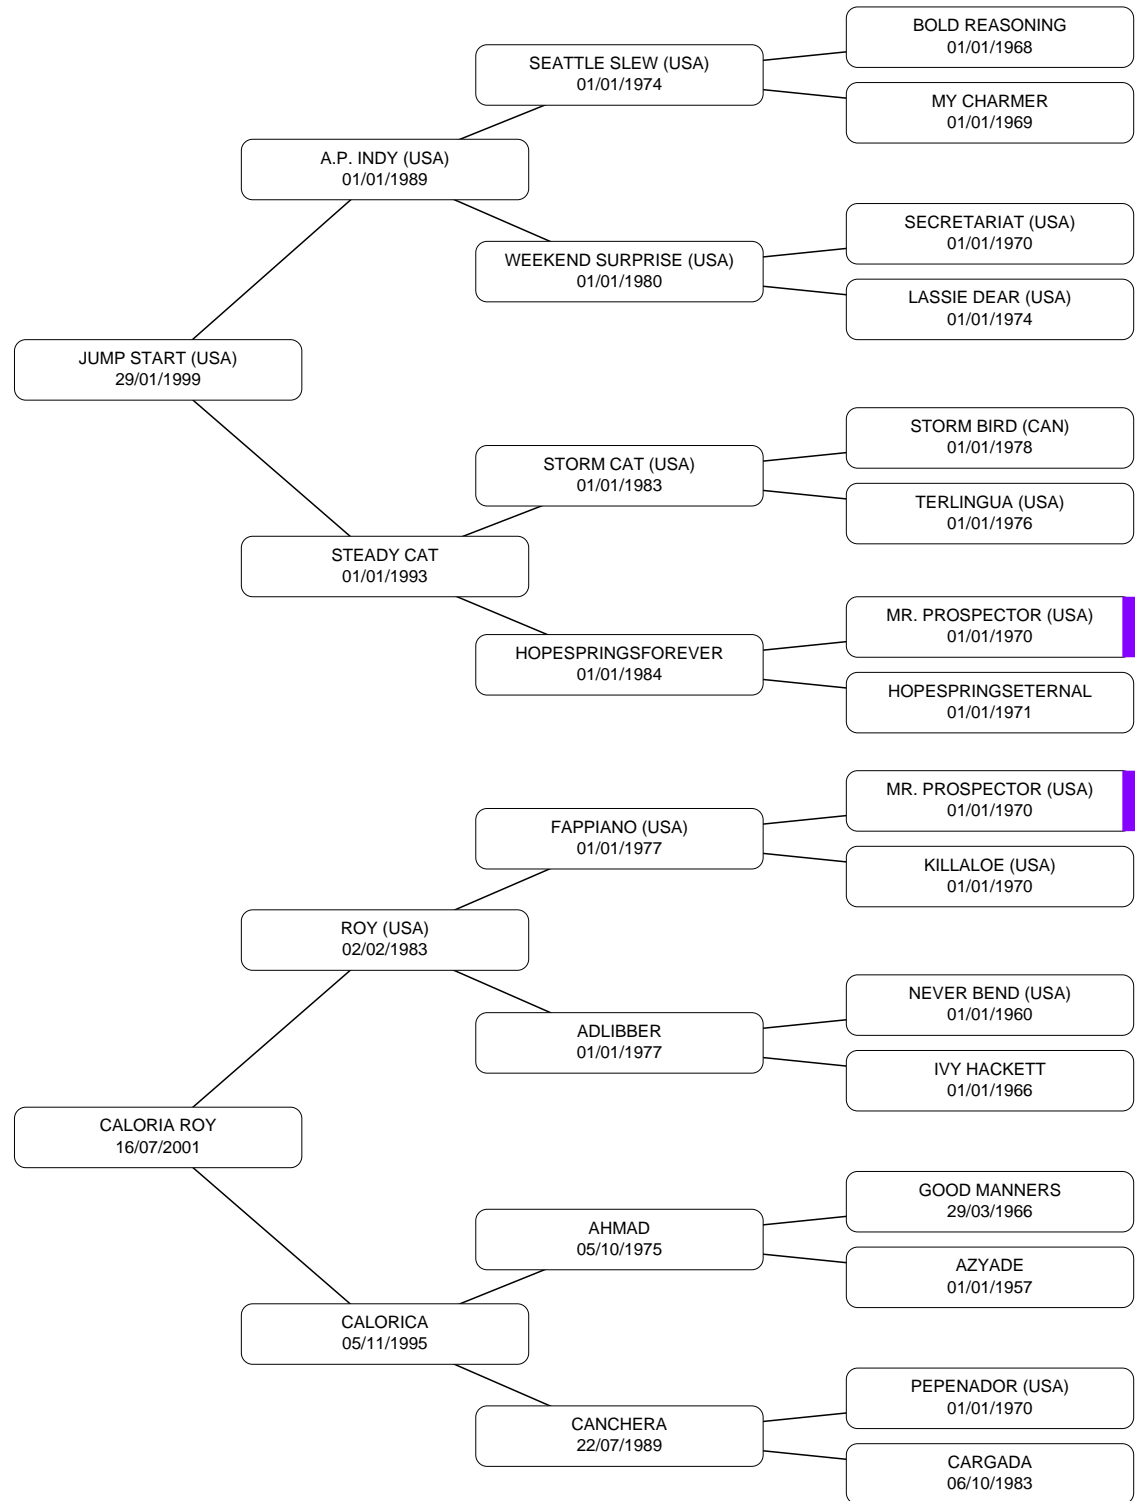 BOLD REASONING
01/01/1968
SEATTLE SLEW (USA)
01/01/1974
MY CHARMER
01/01/1969
A.P. INDY (USA)
01/01/1989
SECRETARIAT (USA)
01/01/1970
WEEKEND SURPRISE (USA)
01/01/1980
LASSIE DEAR (USA)
01/01/1974
JUMP START (USA)
29/01/1999
STORM BIRD (CAN)
01/01/1978
STORM CAT (USA)
01/01/1983
TERLINGUA (USA)
01/01/1976
STEADY CAT
01/01/1993
MR. PROSPECTOR (USA)
01/01/1970
HOPESPRINGSFOREVER
01/01/1984
HOPESPRINGSETERNAL
01/01/1971
MR. PROSPECTOR (USA)
01/01/1970
FAPPIANO (USA)
01/01/1977
KILLALOE (USA)
01/01/1970
ROY (USA)
02/02/1983
NEVER BEND (USA)
01/01/1960
ADLIBBER
01/01/1977
IVY HACKETT
01/01/1966
CALORIA ROY
16/07/2001
GOOD MANNERS
29/03/1966
AHMAD
05/10/1975
AZYADE
01/01/1957
CALORICA
05/11/1995
PEPENADOR (USA)
01/01/1970
CANCHERA
22/07/1989
CARGADA
06/10/1983